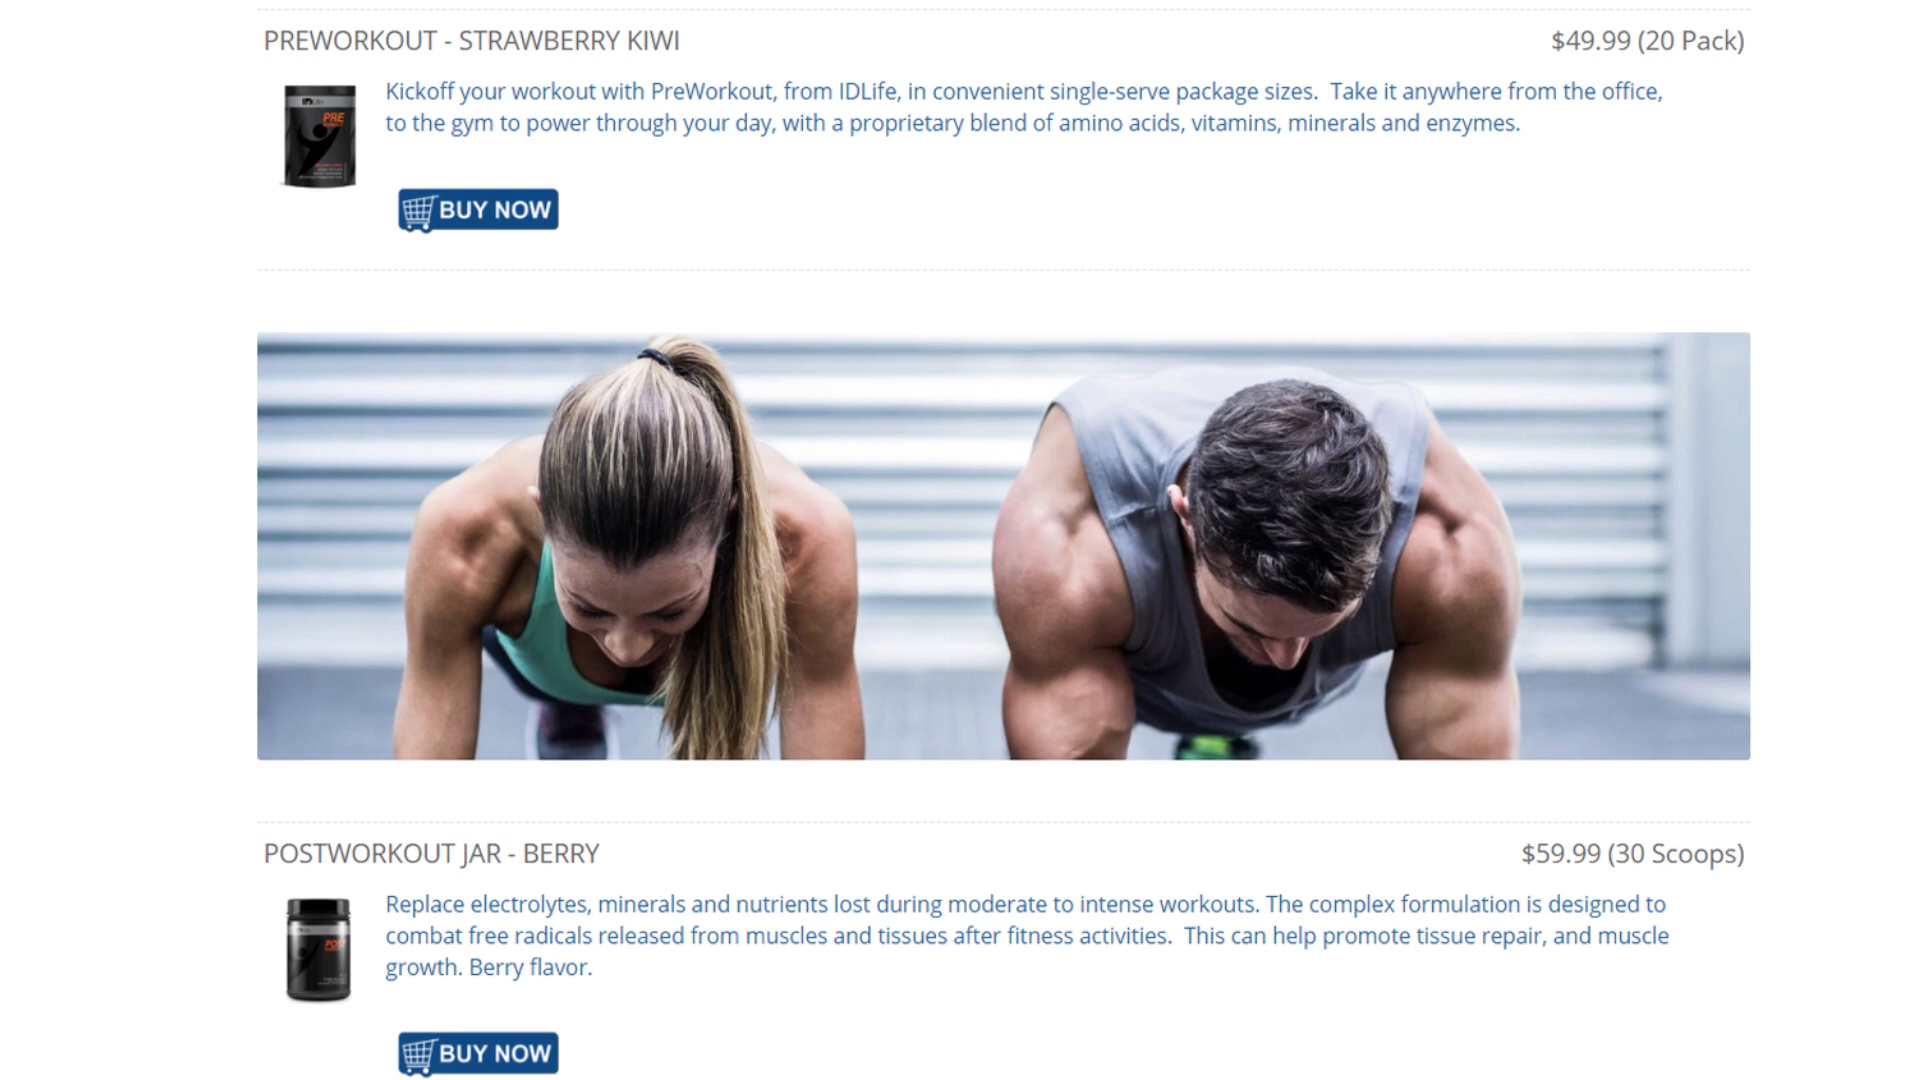 PREWORKOUT - STRAWBERRY KIWI
$49.99 (20 Pack)
PRE
Kickoff your workout with PreWorkout, from IDLife, in convenient single-serve package sizes.  Take it anywhere from the office,
to the gym to power through your day, with a proprietary blend of amino acids, vitamins, minerals and enzymes.
BUY NOW
POSTWORKOUT JAR - BERRY
$59.99 (30 Scoops)
POST
Replace electrolytes, minerals and nutrients lost during moderate to intense workouts. The complex formulation is designed to
combat free radicals released from muscles and tissues after fitness activities.  This can help promote tissue repair, and muscle
growth. Berry flavor.
BUY NOW